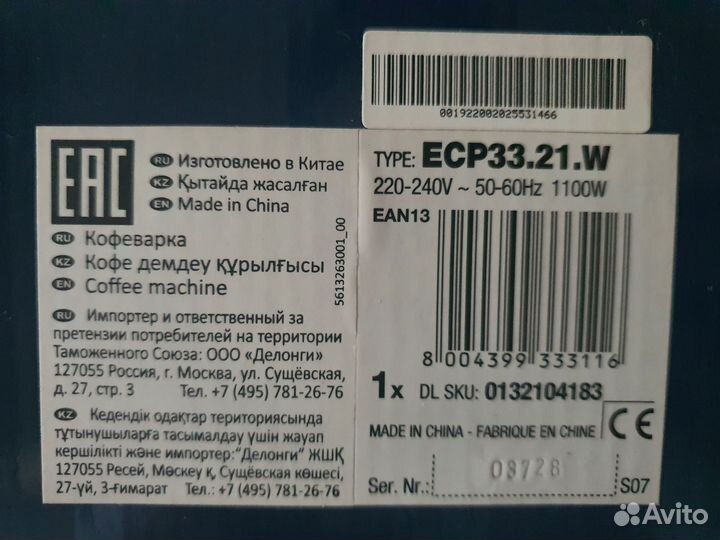 001922002025531466
EAC
RU Изготовлено в Китае
KZ Қытайда жасалған
EN Made in China
RU Кофеварка
KZ Кофе демдеу құрылғысы
EN Coffee machine
5613263001_00
RU Импортер и ответственный за
претензии потребителей на территории
Таможенного Союза: ООО «Делонги»
127055 Россия, г. Москва, ул. Сущёвская,
д. 27, стр. 3 Тел. +7 (495) 781-26-76
KZ Кедендік одақтар территориясында
тұтынушыларға тасымалдау үшін жауап
кершілікті және импортер:"Делонги" ЖШҚ
127055 Ресей, Мәскеу қ, Сущёвская көшесі,
27-үй, 3-ғимарат Тел.: +7 (495) 781-26-76
TYPE: ECP33.21.W
220-240V ~ 50-60Hz 1100W
EAN13
8 004399 333116
1x DL SKU: 0132104183
MADE IN CHINA - FABRIQUE EN CHINE
CE
08728
Ser. Nr.: S07
Avito